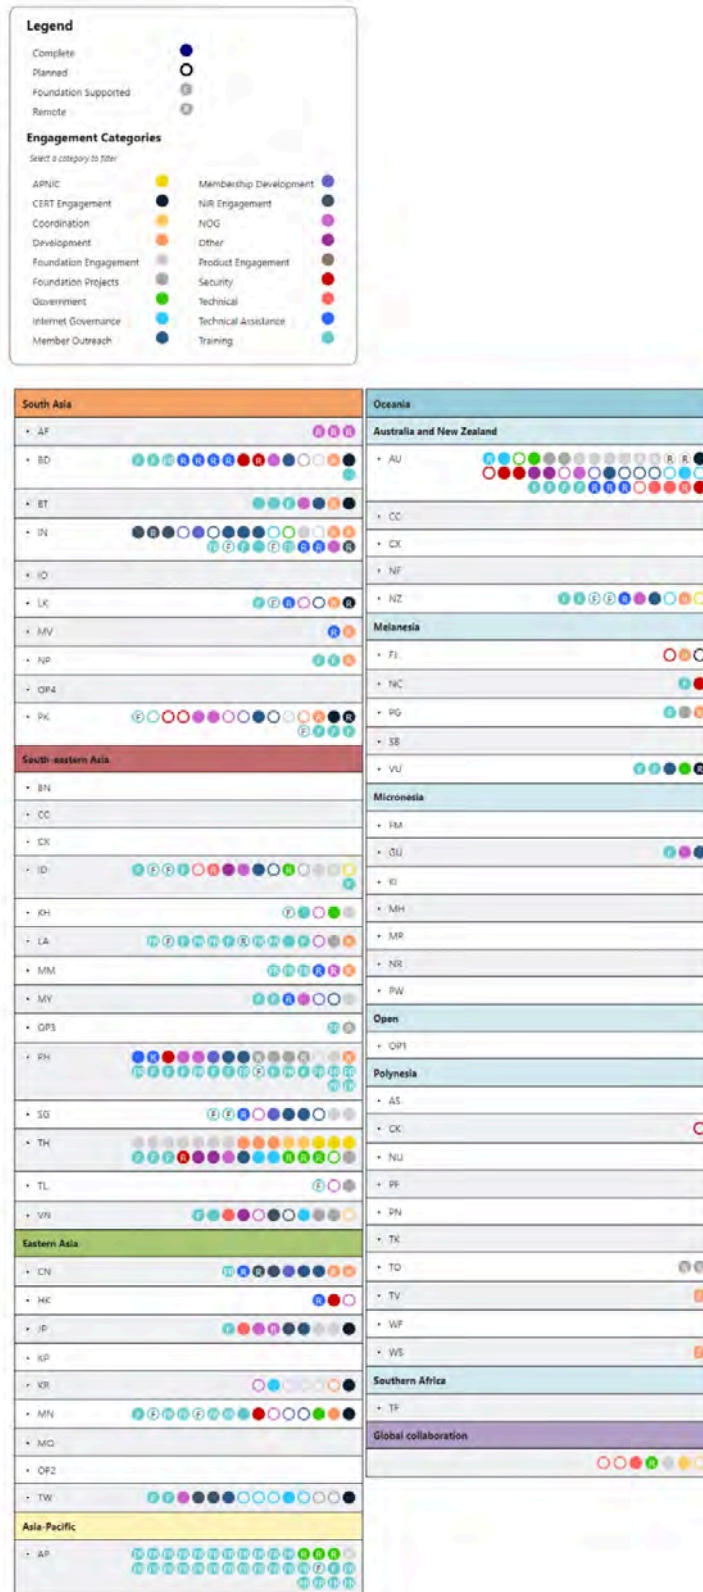 Legend
Complete
Planned
Foundation Supported
Remote
Engagement Categories
Select a category to filter
APNIC
CERT Engagement
Coordination
Development
Foundation Engagement
Foundation Projects
Government
Internet Governance
Member Outreach
Membership Development
NIR Engagement
NOG
Other
Product Engagement
Security
Technical
Technical Assistance
Training
South Asia
• AF
• BD
• BT
• IN
• IO
• LK
• MV
• NP
• OP4
• PK
South-eastern Asia
• BN
• CC
• CX
• ID
• KH
• LA
• MM
• MY
• OP3
• PH
• SG
• TH
• TL
• VN
Eastern Asia
• CN
• HK
• JP
• KP
• KR
• MN
• MO
• OP2
• TW
Asia-Pacific
• AP
Oceania
Australia and New Zealand
• AU
• CC
• CX
• NF
• NZ
Melanesia
• FJ
• NC
• PG
• SB
• VU
Micronesia
• FM
• GU
• KI
• MH
• MP
• NR
• PW
Open
• OP1
Polynesia
• AS
• CK
• NU
• PF
• PN
• TK
• TO
• TV
• WF
• WS
Southern Africa
• TF
Global collaboration